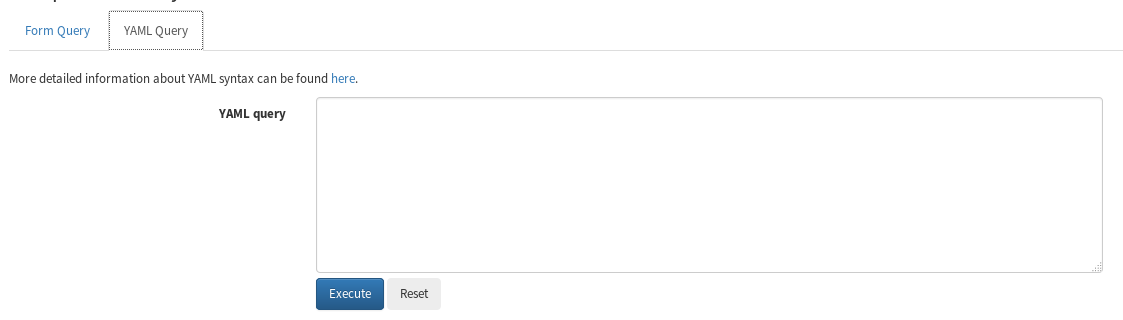 Form Query
YAML Query
More detailed information about YAML syntax can be found here.
YAML query
Execute
Reset